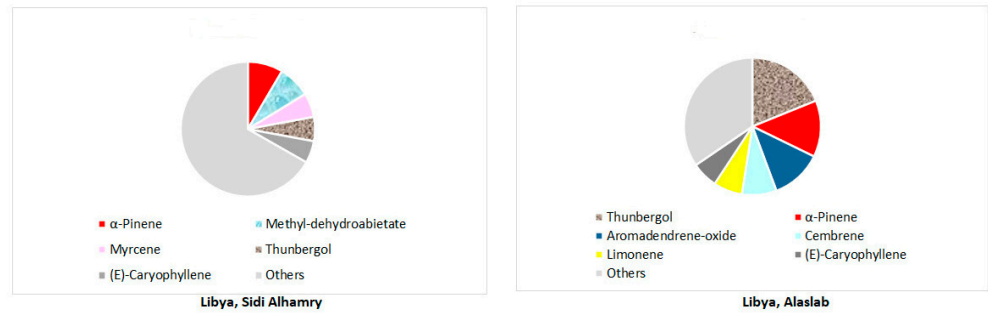 α-Pinene
Methyl-dehydroabietate
Myrcene
Thunbergol
(E)-Caryophyllene
Others
Libya, Sidi Alhamry
Thunbergol
α-Pinene
Aromadendrene-oxide
Cembrene
Limonene
(E)-Caryophyllene
Others
Libya, Alaslab